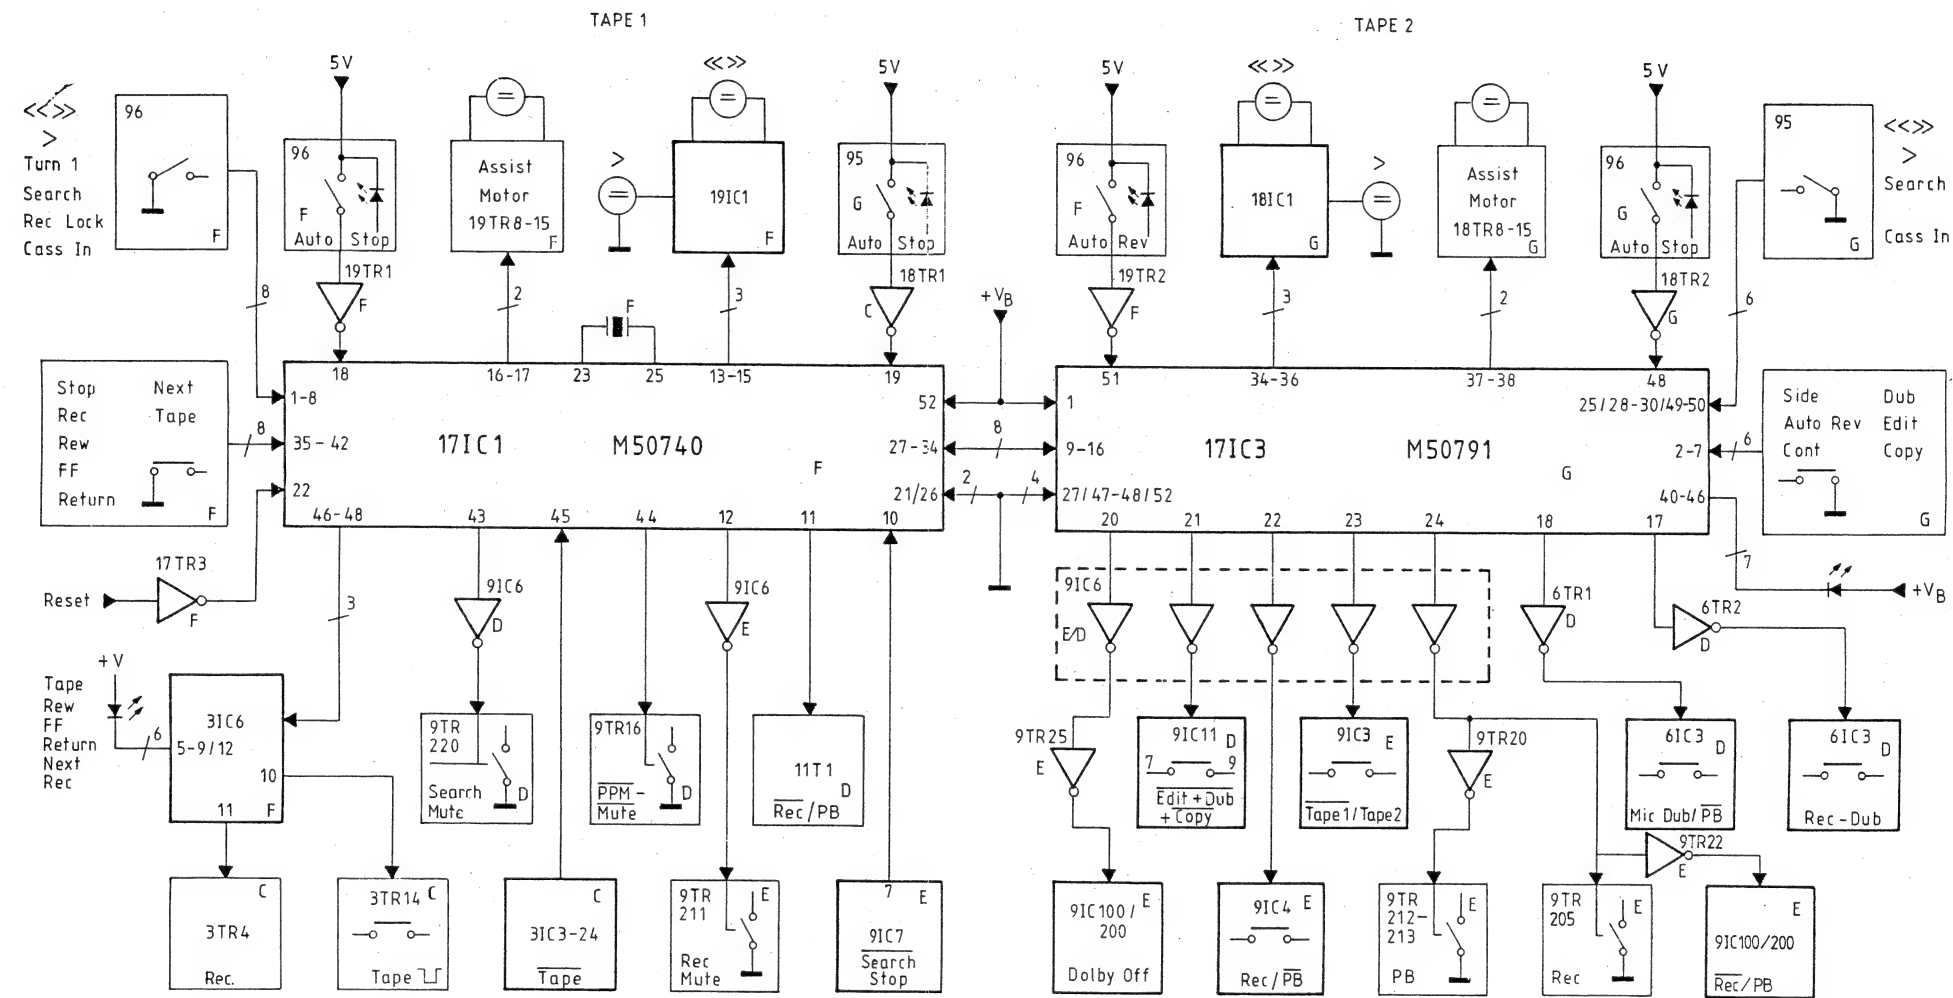 TAPE 1
TAPE 2
<<>>
>
Turn 1
Search
Rec Lock
Cass In
96
F
5V
96
F
Auto Stop
19TR1
F
Assist
Motor
19TR8-15
F
<<>>
>
19IC1
F
5V
95
G
Auto Stop
18TR1
C
5V
96
F
Auto Rev
19TR2
F
<<>>
18IC1
G
>
Assist
Motor
18TR8-15
G
5V
96
G
Auto Stop
18TR2
G
95
G
<<>>
>
Search
Cass In
8
2
F
3
+VB
3
2
6
Stop Next
Rec Tape
Rew
FF
Return
F
8
18
16-17
23
25
13-15
19
1-8
35-42
22
17IC1 M50740
F
52
27-34
21/26
46-48
43
45
44
12
11
10
8
2
4
51
34-36
37-38
48
1
9-16
27/47-48/52
17IC3 M50791
G
25/28-30/49-50
2-7
40-46
20
21
22
23
24
18
17
6
7
Side Dub
Auto Rev Edit
Cont Copy
G
+VB
Reset
17TR3
F
3
9IC6
D
9IC6
E
9IC6
E/D
6TR1
D
6TR2
D
+V
Tape
Rew
FF
Return
Next
Rec
6
3IC6
5-9/12
10
11
F
9TR
220
D
Search
Mute
9TR16
D
PPM-
Mute
11T1
D
Rec/PB
9TR25
E
9IC11 D
7 9
Edit+Dub
+Copy
9IC3 E
Tape1/Tape2
9TR20
E
6IC3 D
Mic Dub/PB
6IC3 D
Rec-Dub
9TR22
E
C
3TR4
Rec.
3TR14 C
Tape
C
3IC3-24
Tape
9TR
211
E
Rec
Mute
7 E
9IC7
Search
Stop
9IC100/
200
E
Dolby Off
9IC4 E
Rec/PB
9TR
212-
213
E
PB
9TR
205
E
Rec
E
9IC100/200
Rec/PB